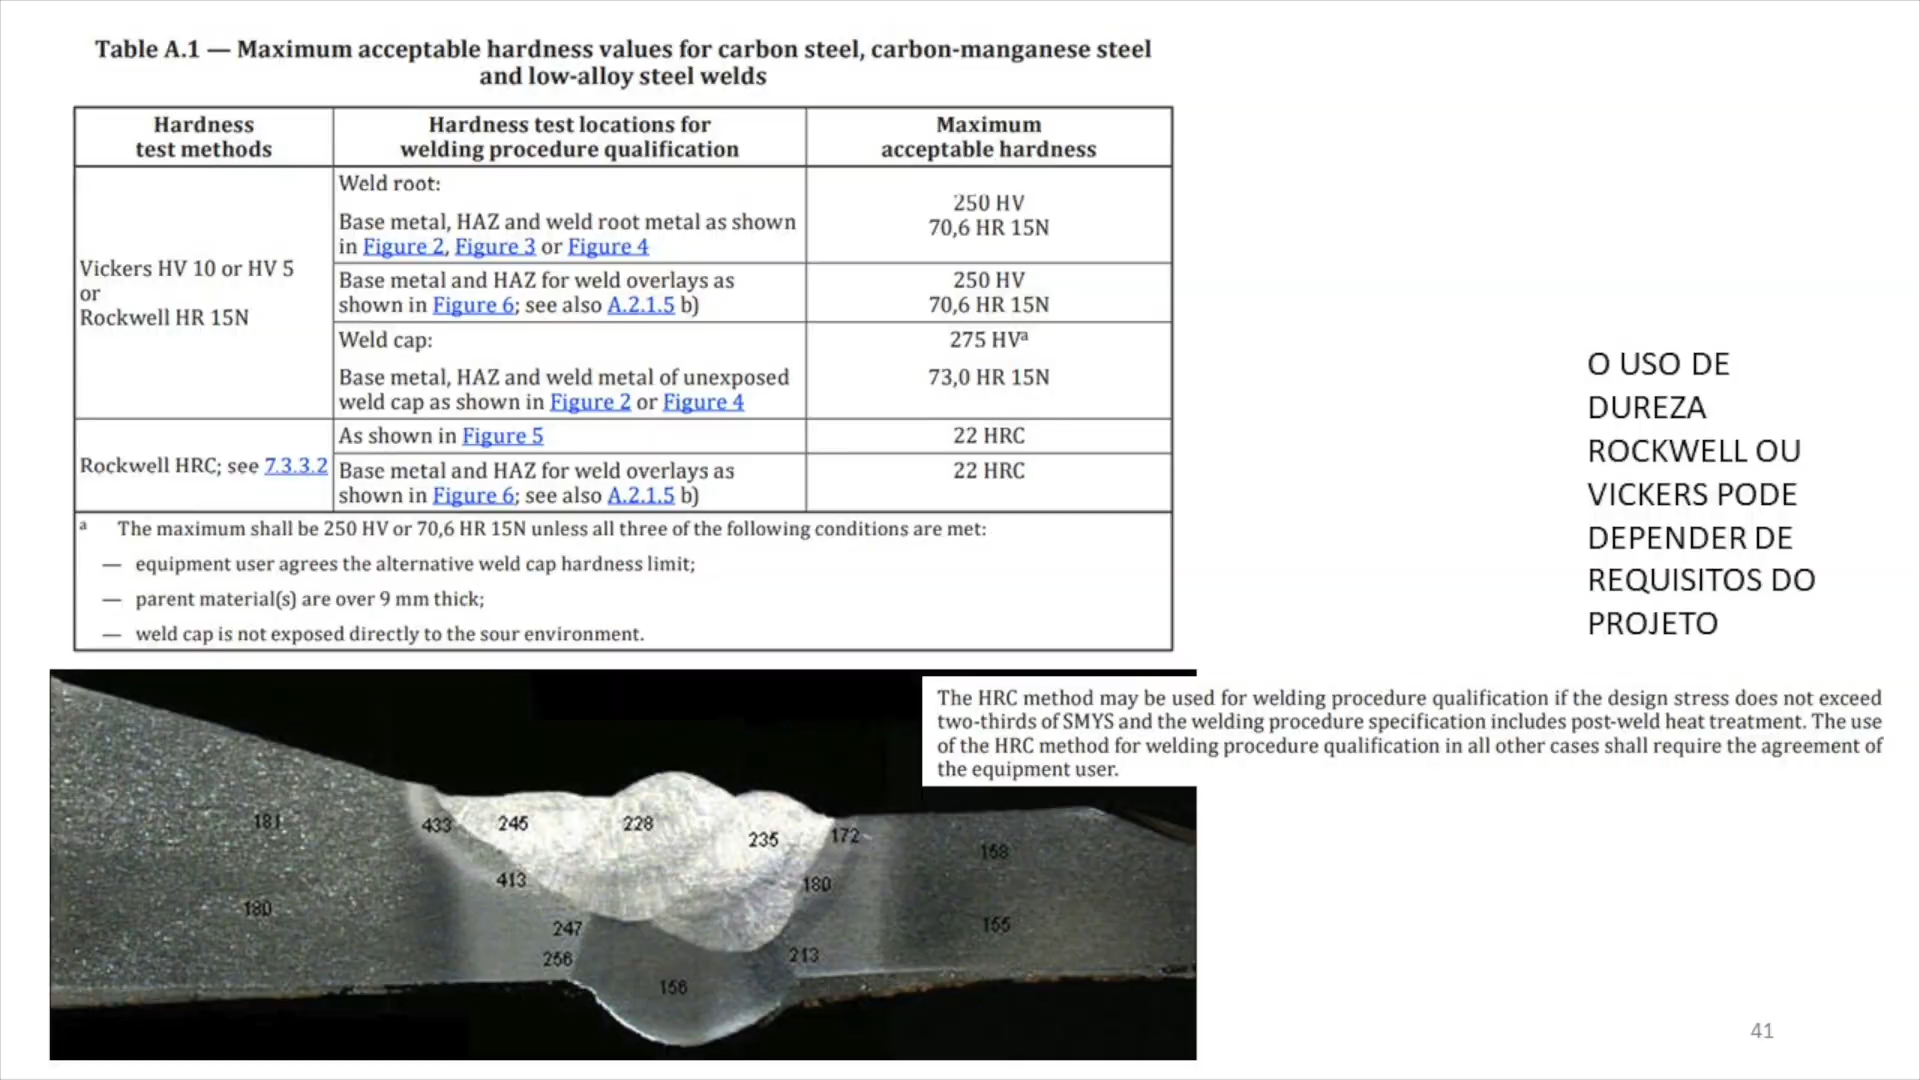 Table A.1 — Maximum acceptable hardness values for carbon steel, carbon-manganese steel
and low-alloy steel welds
Hardness
test methods
Hardness test locations for
welding procedure qualification
Maximum
acceptable hardness
Vickers HV 10 or HV 5
or
Rockwell HR 15N
Weld root:
Base metal, HAZ and weld root metal as shown
in Figure 2, Figure 3 or Figure 4
250 HV
70,6 HR 15N
Base metal and HAZ for weld overlays as
shown in Figure 6; see also A.2.1.5 b)
250 HV
70,6 HR 15N
Weld cap:
Base metal, HAZ and weld metal of unexposed
weld cap as shown in Figure 2 or Figure 4
275 HVa
73,0 HR 15N
Rockwell HRC; see 7.3.3.2
As shown in Figure 5
22 HRC
Base metal and HAZ for weld overlays as
shown in Figure 6; see also A.2.1.5 b)
22 HRC
a The maximum shall be 250 HV or 70,6 HR 15N unless all three of the following conditions are met:
— equipment user agrees the alternative weld cap hardness limit;
— parent material(s) are over 9 mm thick;
— weld cap is not exposed directly to the sour environment.
O USO DE
DUREZA
ROCKWELL OU
VICKERS PODE
DEPENDER DE
REQUISITOS DO
PROJETO
The HRC method may be used for welding procedure qualification if the design stress does not exceed
two-thirds of SMYS and the welding procedure specification includes post-weld heat treatment. The use
of the HRC method for welding procedure qualification in all other cases shall require the agreement of
the equipment user.
181
433
245
228
235
172
413
180
180
247
213
156
41